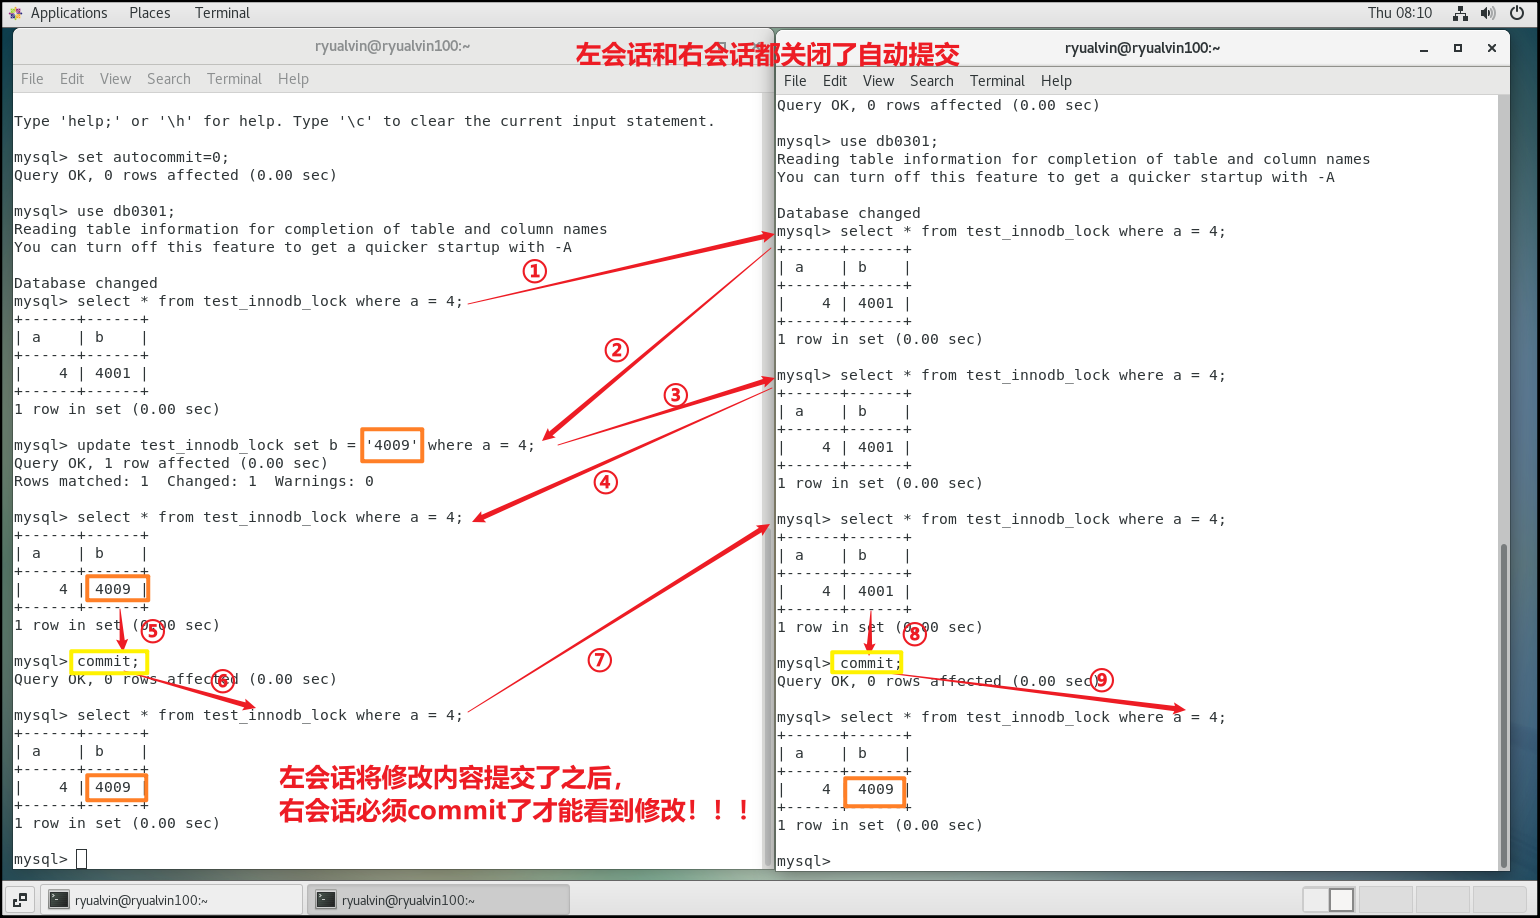 Applications Places Terminal Thu 08:10
ryualvin@ryualvin100:~
左会话和右会话都关闭了自动提交
File Edit View Search Terminal Help
Type 'help;' or '\h' for help. Type '\c' to clear the current input statement.
mysql> set autocommit=0;
Query OK, 0 rows affected (0.00 sec)
mysql> use db0301;
Reading table information for completion of table and column names
You can turn off this feature to get a quicker startup with -A
Database changed
mysql> select * from test_innodb_lock where a = 4;
+------+------+
| a    | b    |
+------+------+
|    4 | 4001 |
+------+------+
1 row in set (0.00 sec)
mysql> update test_innodb_lock set b = '4009' where a = 4;
Query OK, 1 row affected (0.00 sec)
Rows matched: 1  Changed: 1  Warnings: 0
mysql> select * from test_innodb_lock where a = 4;
+------+------+
| a    | b    |
+------+------+
|    4 | 4009 |
+------+------+
1 row in set (0.00 sec)
mysql> commit;
Query OK, 0 rows affected (0.00 sec)
mysql> select * from test_innodb_lock where a = 4;
+------+------+
| a    | b    |
+------+------+
|    4 | 4009 |
+------+------+
1 row in set (0.00 sec)
mysql>
①
②
③
④
⑤
⑥
⑦
左会话将修改内容提交了之后，
右会话必须commit了才能看到修改！！！
ryualvin@ryualvin100:~
File Edit View Search Terminal Help
Query OK, 0 rows affected (0.00 sec)
mysql> use db0301;
Reading table information for completion of table and column names
You can turn off this feature to get a quicker startup with -A
Database changed
mysql> select * from test_innodb_lock where a = 4;
+------+------+
| a    | b    |
+------+------+
|    4 | 4001 |
+------+------+
1 row in set (0.00 sec)
mysql> select * from test_innodb_lock where a = 4;
+------+------+
| a    | b    |
+------+------+
|    4 | 4001 |
+------+------+
1 row in set (0.00 sec)
mysql> select * from test_innodb_lock where a = 4;
+------+------+
| a    | b    |
+------+------+
|    4 | 4001 |
+------+------+
1 row in set (0.00 sec)
⑧
mysql> commit;
Query OK, 0 rows affected (0.00 sec)
⑨
mysql> select * from test_innodb_lock where a = 4;
+------+------+
| a    | b    |
+------+------+
|    4 | 4009 |
+------+------+
1 row in set (0.00 sec)
mysql>
ryualvin@ryualvin100:~
ryualvin@ryualvin100:~